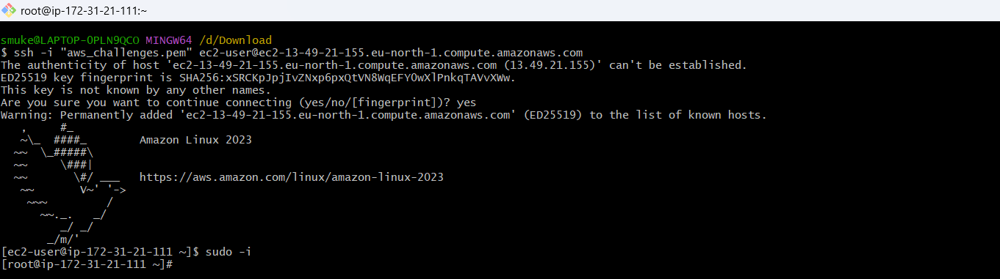 root@ip-172-31-21-111:~
smuke@LAPTOP-0PLN9QCO MINGW64 /d/Download
$ ssh -i "aws_challenges.pem" ec2-user@ec2-13-49-21-155.eu-north-1.compute.amazonaws.com
The authenticity of host 'ec2-13-49-21-155.eu-north-1.compute.amazonaws.com (13.49.21.155)' can't be established.
ED25519 key fingerprint is SHA256:xSRCKpJpjIvZNxp6pxQtVN8WqEFYOwXlPnkqTAVvXWw.
This key is not known by any other names.
Are you sure you want to continue connecting (yes/no/[fingerprint])? yes
Warning: Permanently added 'ec2-13-49-21-155.eu-north-1.compute.amazonaws.com' (ED25519) to the list of known hosts.
   ,     #_
   ~\_  ####_        Amazon Linux 2023
  ~~  \_#####\
  ~~     \###|
  ~~       \#/ ___   https://aws.amazon.com/linux/amazon-linux-2023
   ~~       V~' '->
    ~~~         /
      ~~._.   _/
         _/ _/
       _/m/'
[ec2-user@ip-172-31-21-111 ~]$ sudo -i
[root@ip-172-31-21-111 ~]#